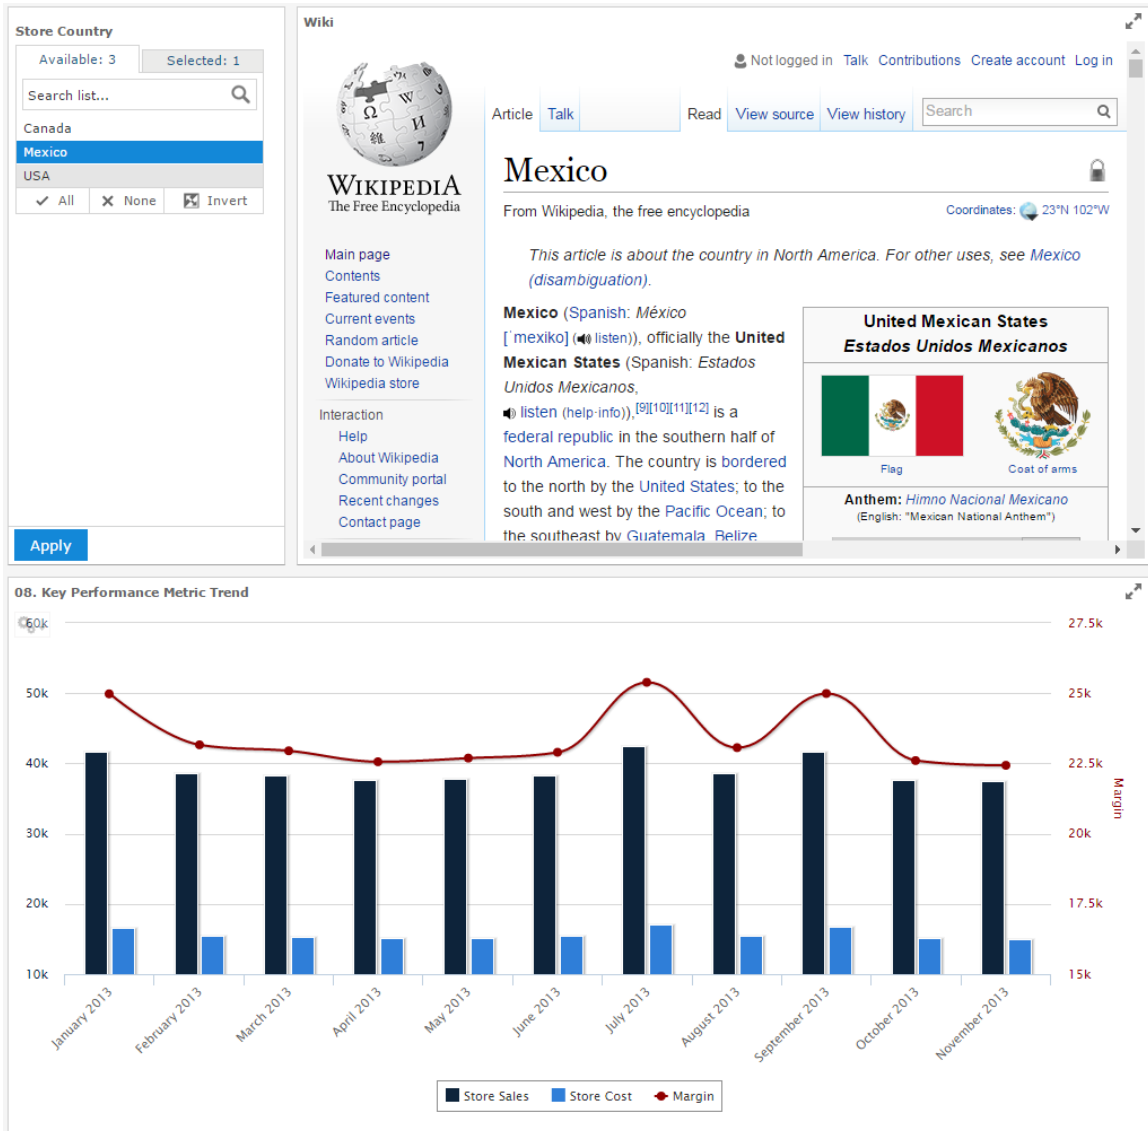 Store Country
Available: 3
Selected: 1
Search list...
Canada
Mexico
USA
All
None
Invert
Apply
Wiki
Not logged in Talk Contributions Create account Log in
Article Talk
Read View source View history
Search
WIKIPEDIA
The Free Encyclopedia
Main page
Contents
Featured content
Current events
Random article
Donate to Wikipedia
Wikipedia store
Interaction
Help
About Wikipedia
Community portal
Recent changes
Contact page
Mexico
From Wikipedia, the free encyclopedia
Coordinates: 23°N 102°W
This article is about the country in North America. For other uses, see Mexico
(disambiguation).
Mexico (Spanish: México
[ˈmexiko] (listen)), officially the United
Mexican States (Spanish: Estados
Unidos Mexicanos,
listen (help·info)),[9][10][11][12] is a
federal republic in the southern half of
North America. The country is bordered
to the north by the United States; to the
south and west by the Pacific Ocean; to
the southeast by Guatemala, Belize
United Mexican States
Estados Unidos Mexicanos
Flag
Coat of arms
Anthem: Himno Nacional Mexicano
(English: "Mexican National Anthem")
08. Key Performance Metric Trend
60k
50k
40k
30k
20k
10k
27.5k
25k
22.5k
20k
17.5k
15k
Margin
January 2013
February 2013
March 2013
April 2013
May 2013
June 2013
July 2013
August 2013
September 2013
October 2013
November 2013
Store Sales
Store Cost
Margin